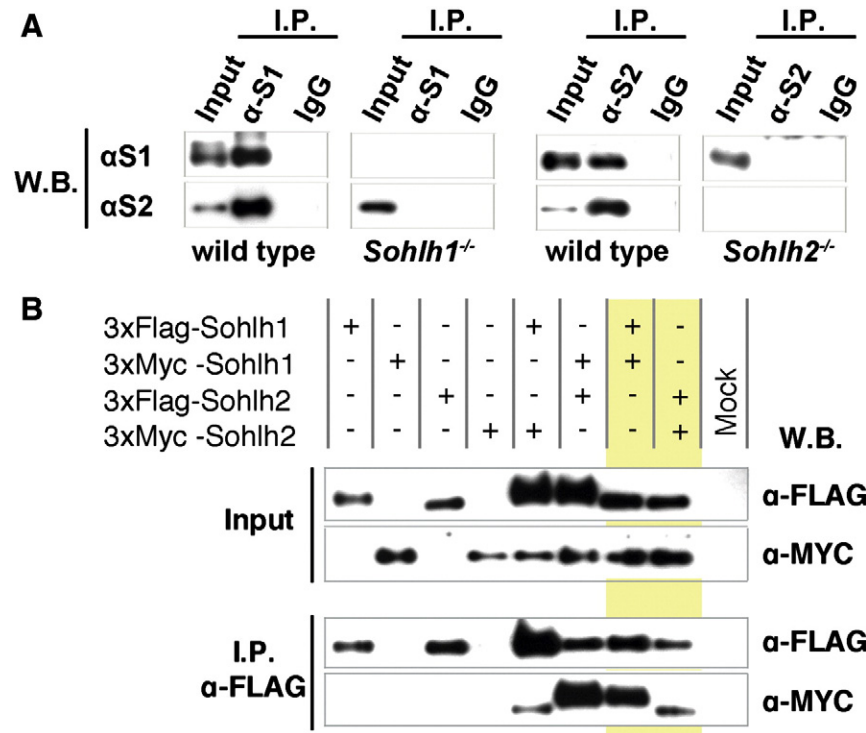 A
I.P. I.P. I.P. I.P.
Input α-S1 IgG Input α-S1 IgG Input α-S2 IgG Input α-S2 IgG
W.B.
αS1
αS2
wild type Sohlh1-/- wild type Sohlh2-/-
B
3xFlag-Sohlh1 + - - - + - + -
3xMyc -Sohlh1 - + - - - + + -
3xFlag-Sohlh2 - - + - - + - +
3xMyc -Sohlh2 - - - + + - - +
Mock
W.B.
Input
α-FLAG
α-MYC
I.P.
α-FLAG
α-FLAG
α-MYC